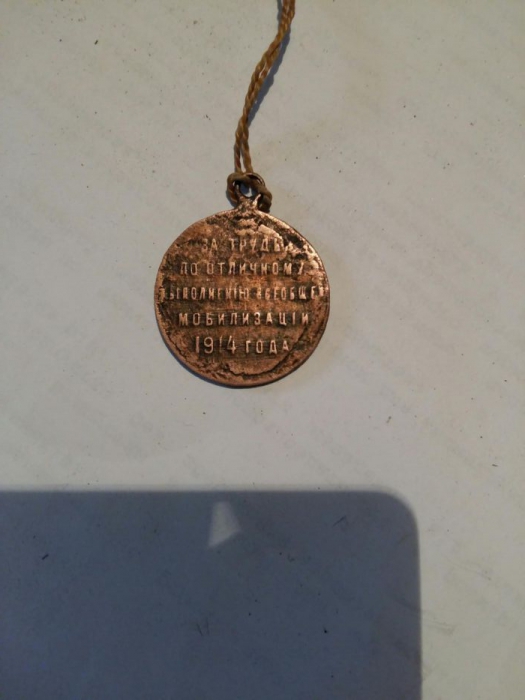 ЗА ТРУДЫ
ПО ОТЛИЧНОМУ
ВЫПОЛНЕНІЮ ВСЕОБЩЕЙ
МОБИЛИЗАЦІИ
1914 ГОДА